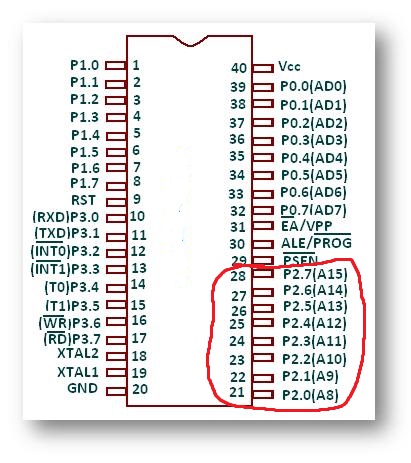 P1.0 1
P1.1 2
P1.2 3
P1.3 4
P1.4 5
P1.5 6
P1.6 7
P1.7 8
RST 9
(RXD)P3.0 10
(TXD)P3.1 11
(INT0)P3.2 12
(INT1)P3.3 13
(T0)P3.4 14
(T1)P3.5 15
(WR)P3.6 16
(RD)P3.7 17
XTAL2 18
XTAL1 19
GND 20
40 Vcc
39 P0.0(AD0)
38 P0.1(AD1)
37 P0.2(AD2)
36 P0.3(AD3)
35 P0.4(AD4)
34 P0.5(AD5)
33 P0.6(AD6)
32 P0.7(AD7)
31 EA/VPP
30 ALE/PROG
29 PSEN
28 P2.7(A15)
27 P2.6(A14)
26 P2.5(A13)
25 P2.4(A12)
24 P2.3(A11)
23 P2.2(A10)
22 P2.1(A9)
21 P2.0(A8)